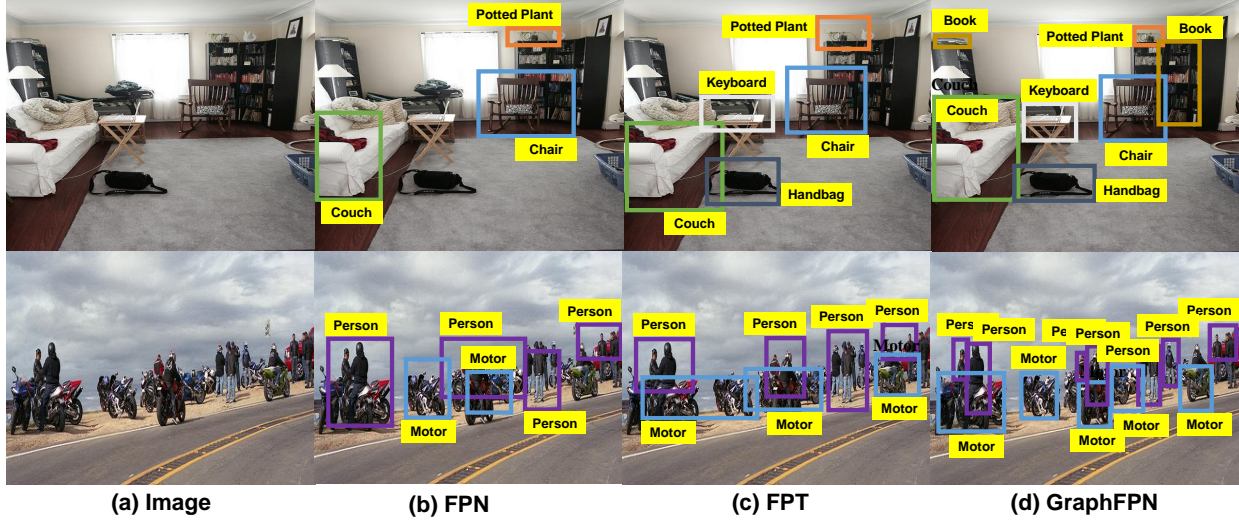 Potted Plant
Chair
Couch
Potted Plant
Keyboard
Chair
Handbag
Couch
Book
Potted Plant
Book
Couch
Couch
Keyboard
Chair
Handbag
Person
Person
Person
Motor
Motor
Person
Person
Person
Person
Person
Motor
Motor
Motor
Motor
Person
Person
Person
Person
Person
Motor
Person
Motor
Motor
Motor
Motor
(a) Image
(b) FPN
(c) FPT
(d) GraphFPN